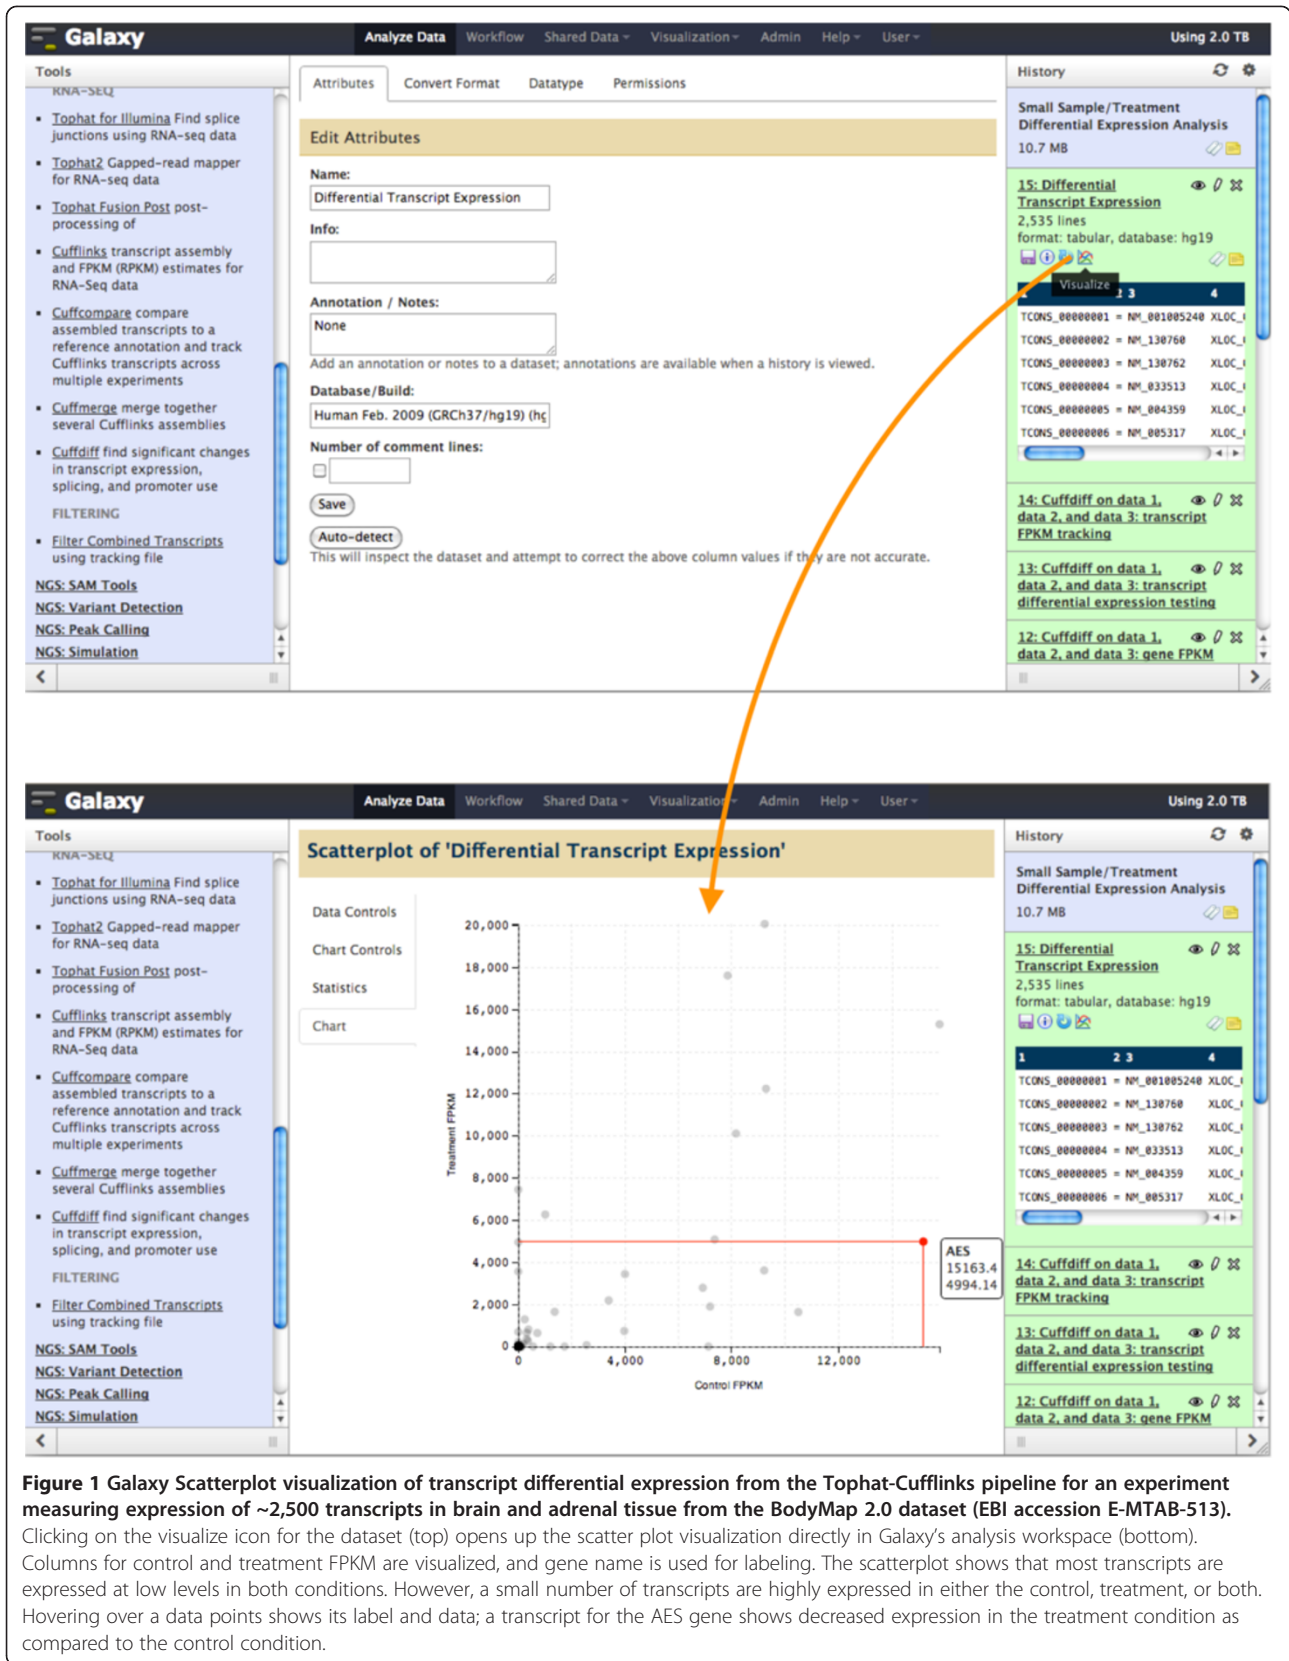 Galaxy
Analyze Data Workflow Shared Data Visualization Admin Help User
Using 2.0 TB
Tools
RNA-SEQ
Tophat for Illumina Find splice
junctions using RNA-seq data
Tophat2 Gapped-read mapper
for RNA-seq data
Tophat Fusion Post post-
processing of
Cufflinks transcript assembly
and FPKM (RPKM) estimates for
RNA-Seq data
Cuffcompare compare
assembled transcripts to a
reference annotation and track
Cufflinks transcripts across
multiple experiments
Cuffmerge merge together
several Cufflinks assemblies
Cuffdiff find significant changes
in transcript expression,
splicing, and promoter use
FILTERING
Filter Combined Transcripts
using tracking file
NGS: SAM Tools
NGS: Variant Detection
NGS: Peak Calling
NGS: Simulation
Attributes Convert Format Datatype Permissions
Edit Attributes
Name:
Differential Transcript Expression
Info:
Annotation / Notes:
None
Add an annotation or notes to a dataset; annotations are available when a history is viewed.
Database/Build:
Human Feb. 2009 (GRCh37/hg19) (hg
Number of comment lines:
Save
Auto-detect
This will inspect the dataset and attempt to correct the above column values if they are not accurate.
History
Small Sample/Treatment
Differential Expression Analysis
10.7 MB
15: Differential
Transcript Expression
2,535 lines
format: tabular, database: hg19
Visualize
1 2 3 4
TCONS_00000001 = NM_001005240 XLOC_
TCONS_00000002 = NM_130760 XLOC_
TCONS_00000003 = NM_130762 XLOC_
TCONS_00000004 = NM_033513 XLOC_
TCONS_00000005 = NM_004359 XLOC_
TCONS_00000006 = NM_005317 XLOC_
14: Cuffdiff on data 1,
data 2, and data 3: transcript
FPKM tracking
13: Cuffdiff on data 1,
data 2, and data 3: transcript
differential expression testing
12: Cuffdiff on data 1,
data 2, and data 3: gene FPKM
Galaxy
Analyze Data Workflow Shared Data Visualization Admin Help User
Using 2.0 TB
Tools
RNA-SEQ
Tophat for Illumina Find splice
junctions using RNA-seq data
Tophat2 Gapped-read mapper
for RNA-seq data
Tophat Fusion Post post-
processing of
Cufflinks transcript assembly
and FPKM (RPKM) estimates for
RNA-Seq data
Cuffcompare compare
assembled transcripts to a
reference annotation and track
Cufflinks transcripts across
multiple experiments
Cuffmerge merge together
several Cufflinks assemblies
Cuffdiff find significant changes
in transcript expression,
splicing, and promoter use
FILTERING
Filter Combined Transcripts
using tracking file
NGS: SAM Tools
NGS: Variant Detection
NGS: Peak Calling
NGS: Simulation
Scatterplot of 'Differential Transcript Expression'
Data Controls
Chart Controls
Statistics
Chart
20,000
18,000
16,000
14,000
12,000
10,000
8,000
6,000
4,000
2,000
0
Treatment FPKM
0 4,000 8,000 12,000
Control FPKM
AES
15163.4
4994.14
History
Small Sample/Treatment
Differential Expression Analysis
10.7 MB
15: Differential
Transcript Expression
2,535 lines
format: tabular, database: hg19
1 2 3 4
TCONS_00000001 = NM_001005240 XLOC_
TCONS_00000002 = NM_130760 XLOC_
TCONS_00000003 = NM_130762 XLOC_
TCONS_00000004 = NM_033513 XLOC_
TCONS_00000005 = NM_004359 XLOC_
TCONS_00000006 = NM_005317 XLOC_
14: Cuffdiff on data 1,
data 2, and data 3: transcript
FPKM tracking
13: Cuffdiff on data 1,
data 2, and data 3: transcript
differential expression testing
12: Cuffdiff on data 1,
data 2, and data 3: gene FPKM
Figure 1 Galaxy Scatterplot visualization of transcript differential expression from the Tophat-Cufflinks pipeline for an experiment
measuring expression of ~2,500 transcripts in brain and adrenal tissue from the BodyMap 2.0 dataset (EBI accession E-MTAB-513).
Clicking on the visualize icon for the dataset (top) opens up the scatter plot visualization directly in Galaxy's analysis workspace (bottom).
Columns for control and treatment FPKM are visualized, and gene name is used for labeling. The scatterplot shows that most transcripts are
expressed at low levels in both conditions. However, a small number of transcripts are highly expressed in either the control, treatment, or both.
Hovering over a data points shows its label and data; a transcript for the AES gene shows decreased expression in the treatment condition as
compared to the control condition.